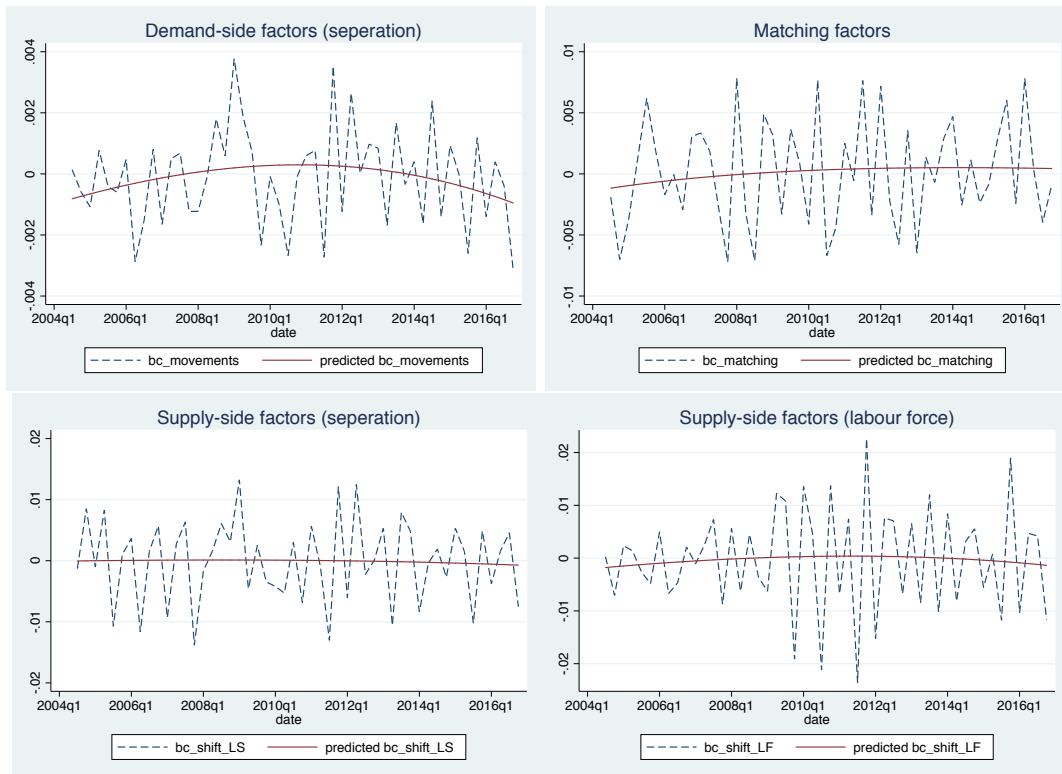 Demand-side factors (seperation)
.004
.002
0
-.002
-.004
2004q1 2006q1 2008q1 2010q1 2012q1 2014q1 2016q1
date
bc_movements predicted bc_movements
Matching factors
.01
.005
0
-.005
-.01
2004q1 2006q1 2008q1 2010q1 2012q1 2014q1 2016q1
date
bc_matching predicted bc_matching
Supply-side factors (seperation)
.02
.01
0
-.01
-.02
2004q1 2006q1 2008q1 2010q1 2012q1 2014q1 2016q1
date
bc_shift_LS predicted bc_shift_LS
Supply-side factors (labour force)
.02
.01
0
-.01
-.02
2004q1 2006q1 2008q1 2010q1 2012q1 2014q1 2016q1
date
bc_shift_LF predicted bc_shift_LF